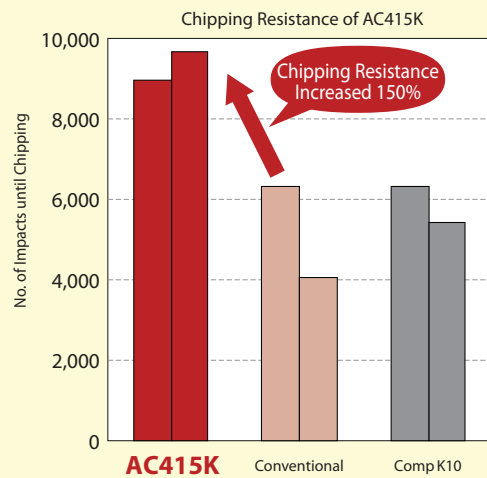 Chipping Resistance of AC415K
No. of Impacts until Chipping
10,000
8,000
6,000
4,000
2,000
0
Chipping Resistance
Increased 150%
AC415K
Conventional
Comp K10